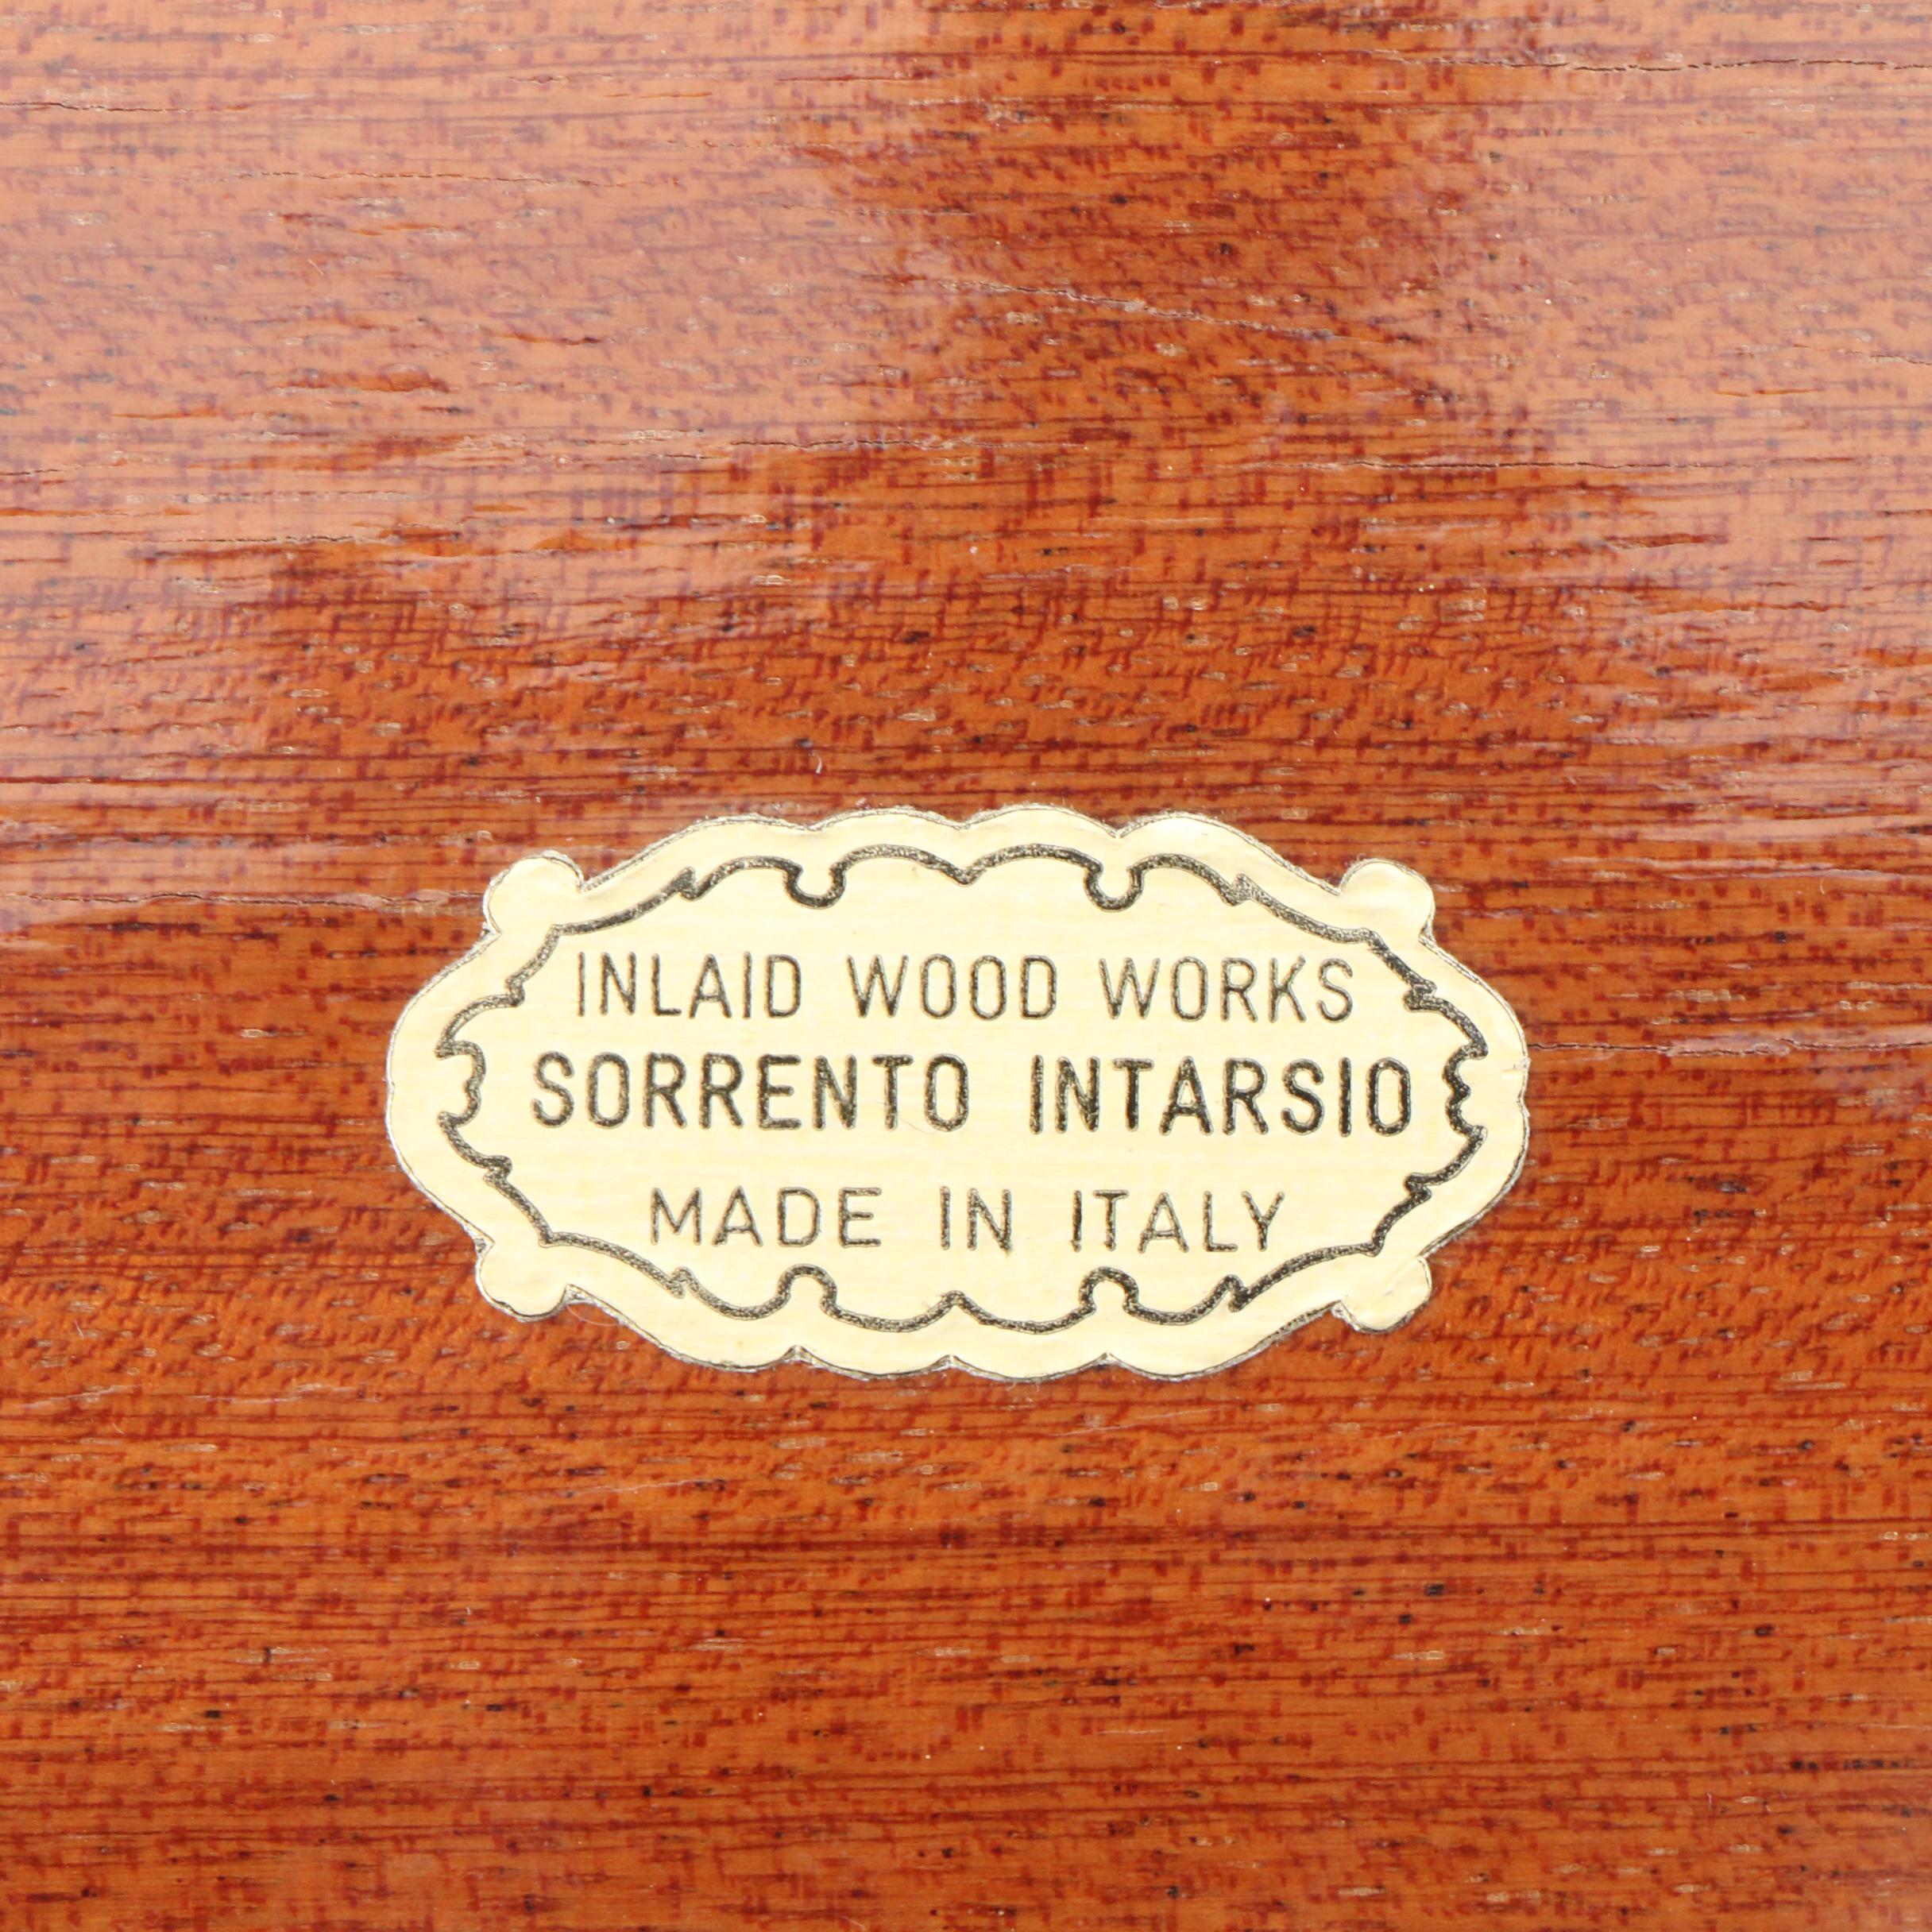 INLAID WOOD WORKS
SORRENTO INTARSIO
MADE IN ITALY